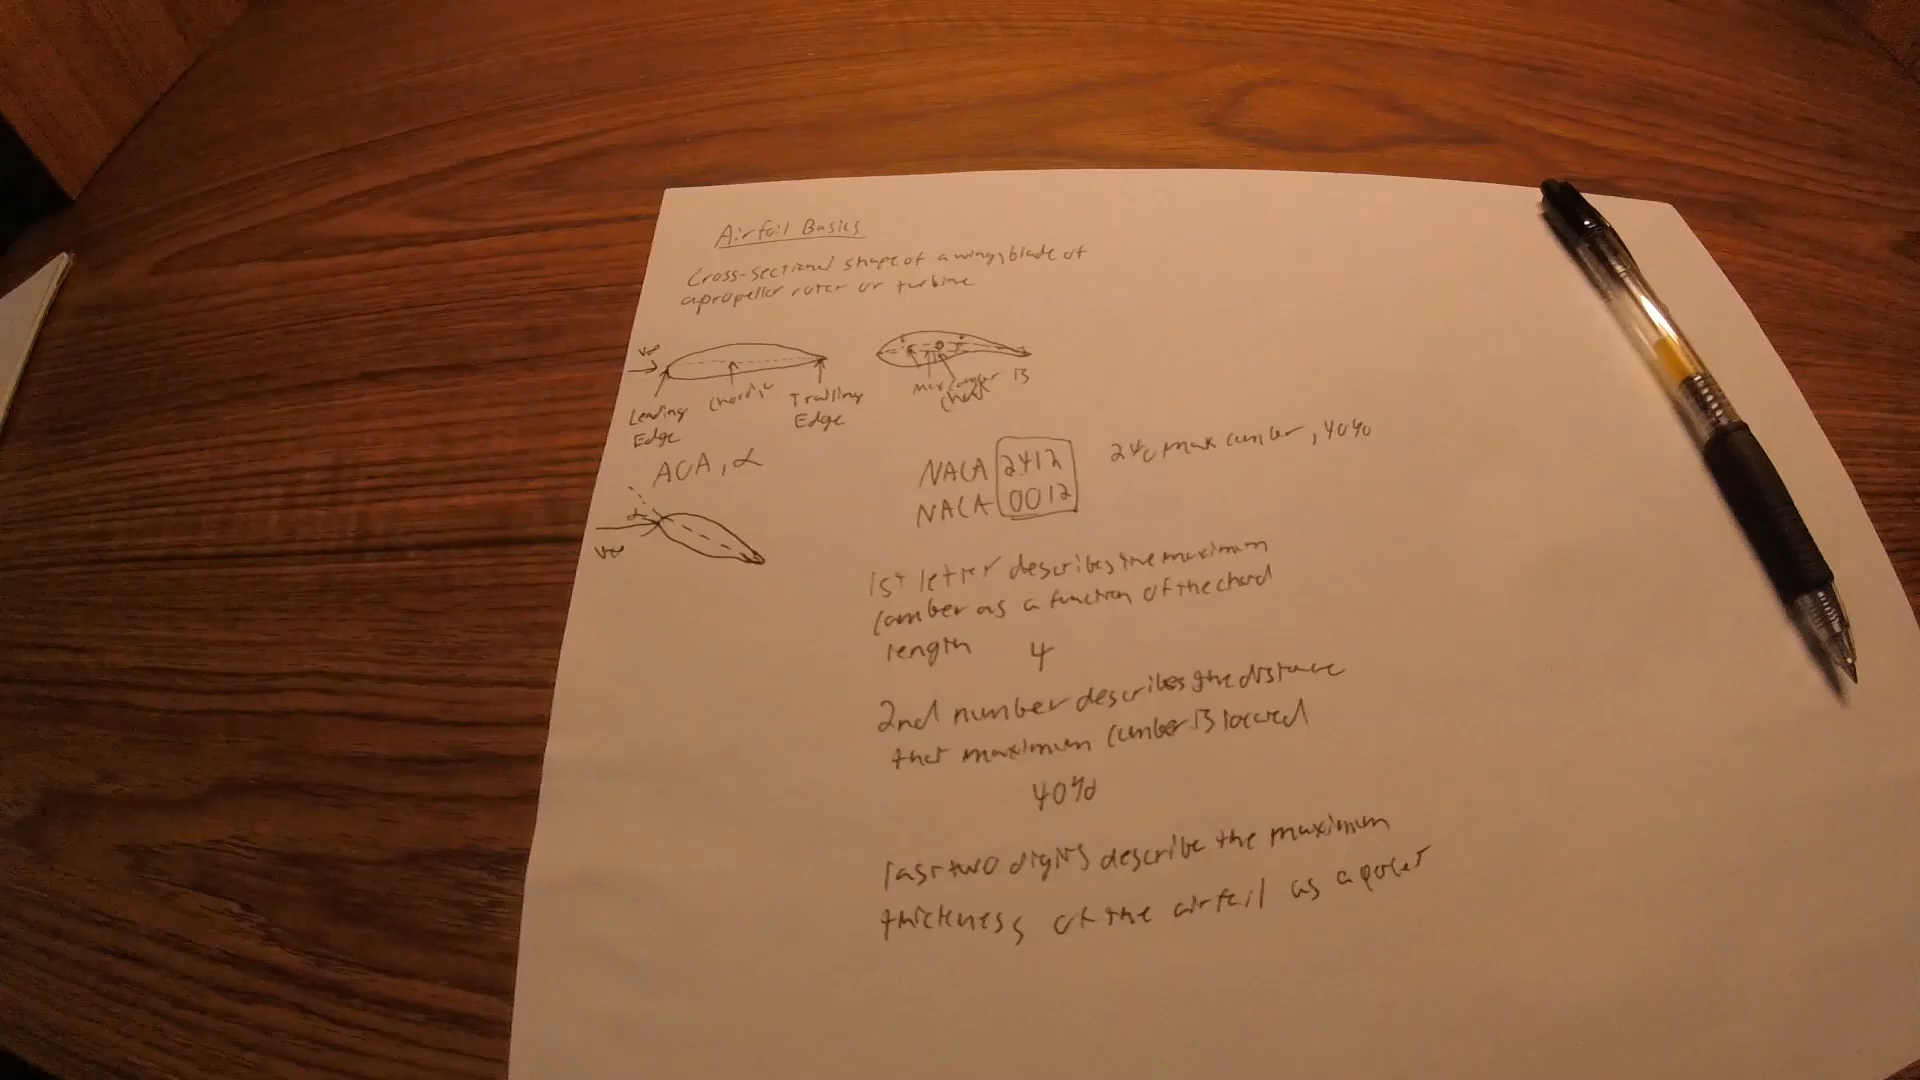 Airfoil Basics
Cross-sectional shape of a wing, blade of
a propeller rotor or turbine
V∞
Leading
Edge
Chord
Trailing
Edge
Max camber
AOA, α
α
V∞
NACA 2412
NACA 0012
2% max camber, 40%
1st letter describes the maximum
camber as a function of the chord
length 4
2nd number describes the distance
that maximum camber is located
40%
last two digits describe the maximum
thickness of the airfoil as a